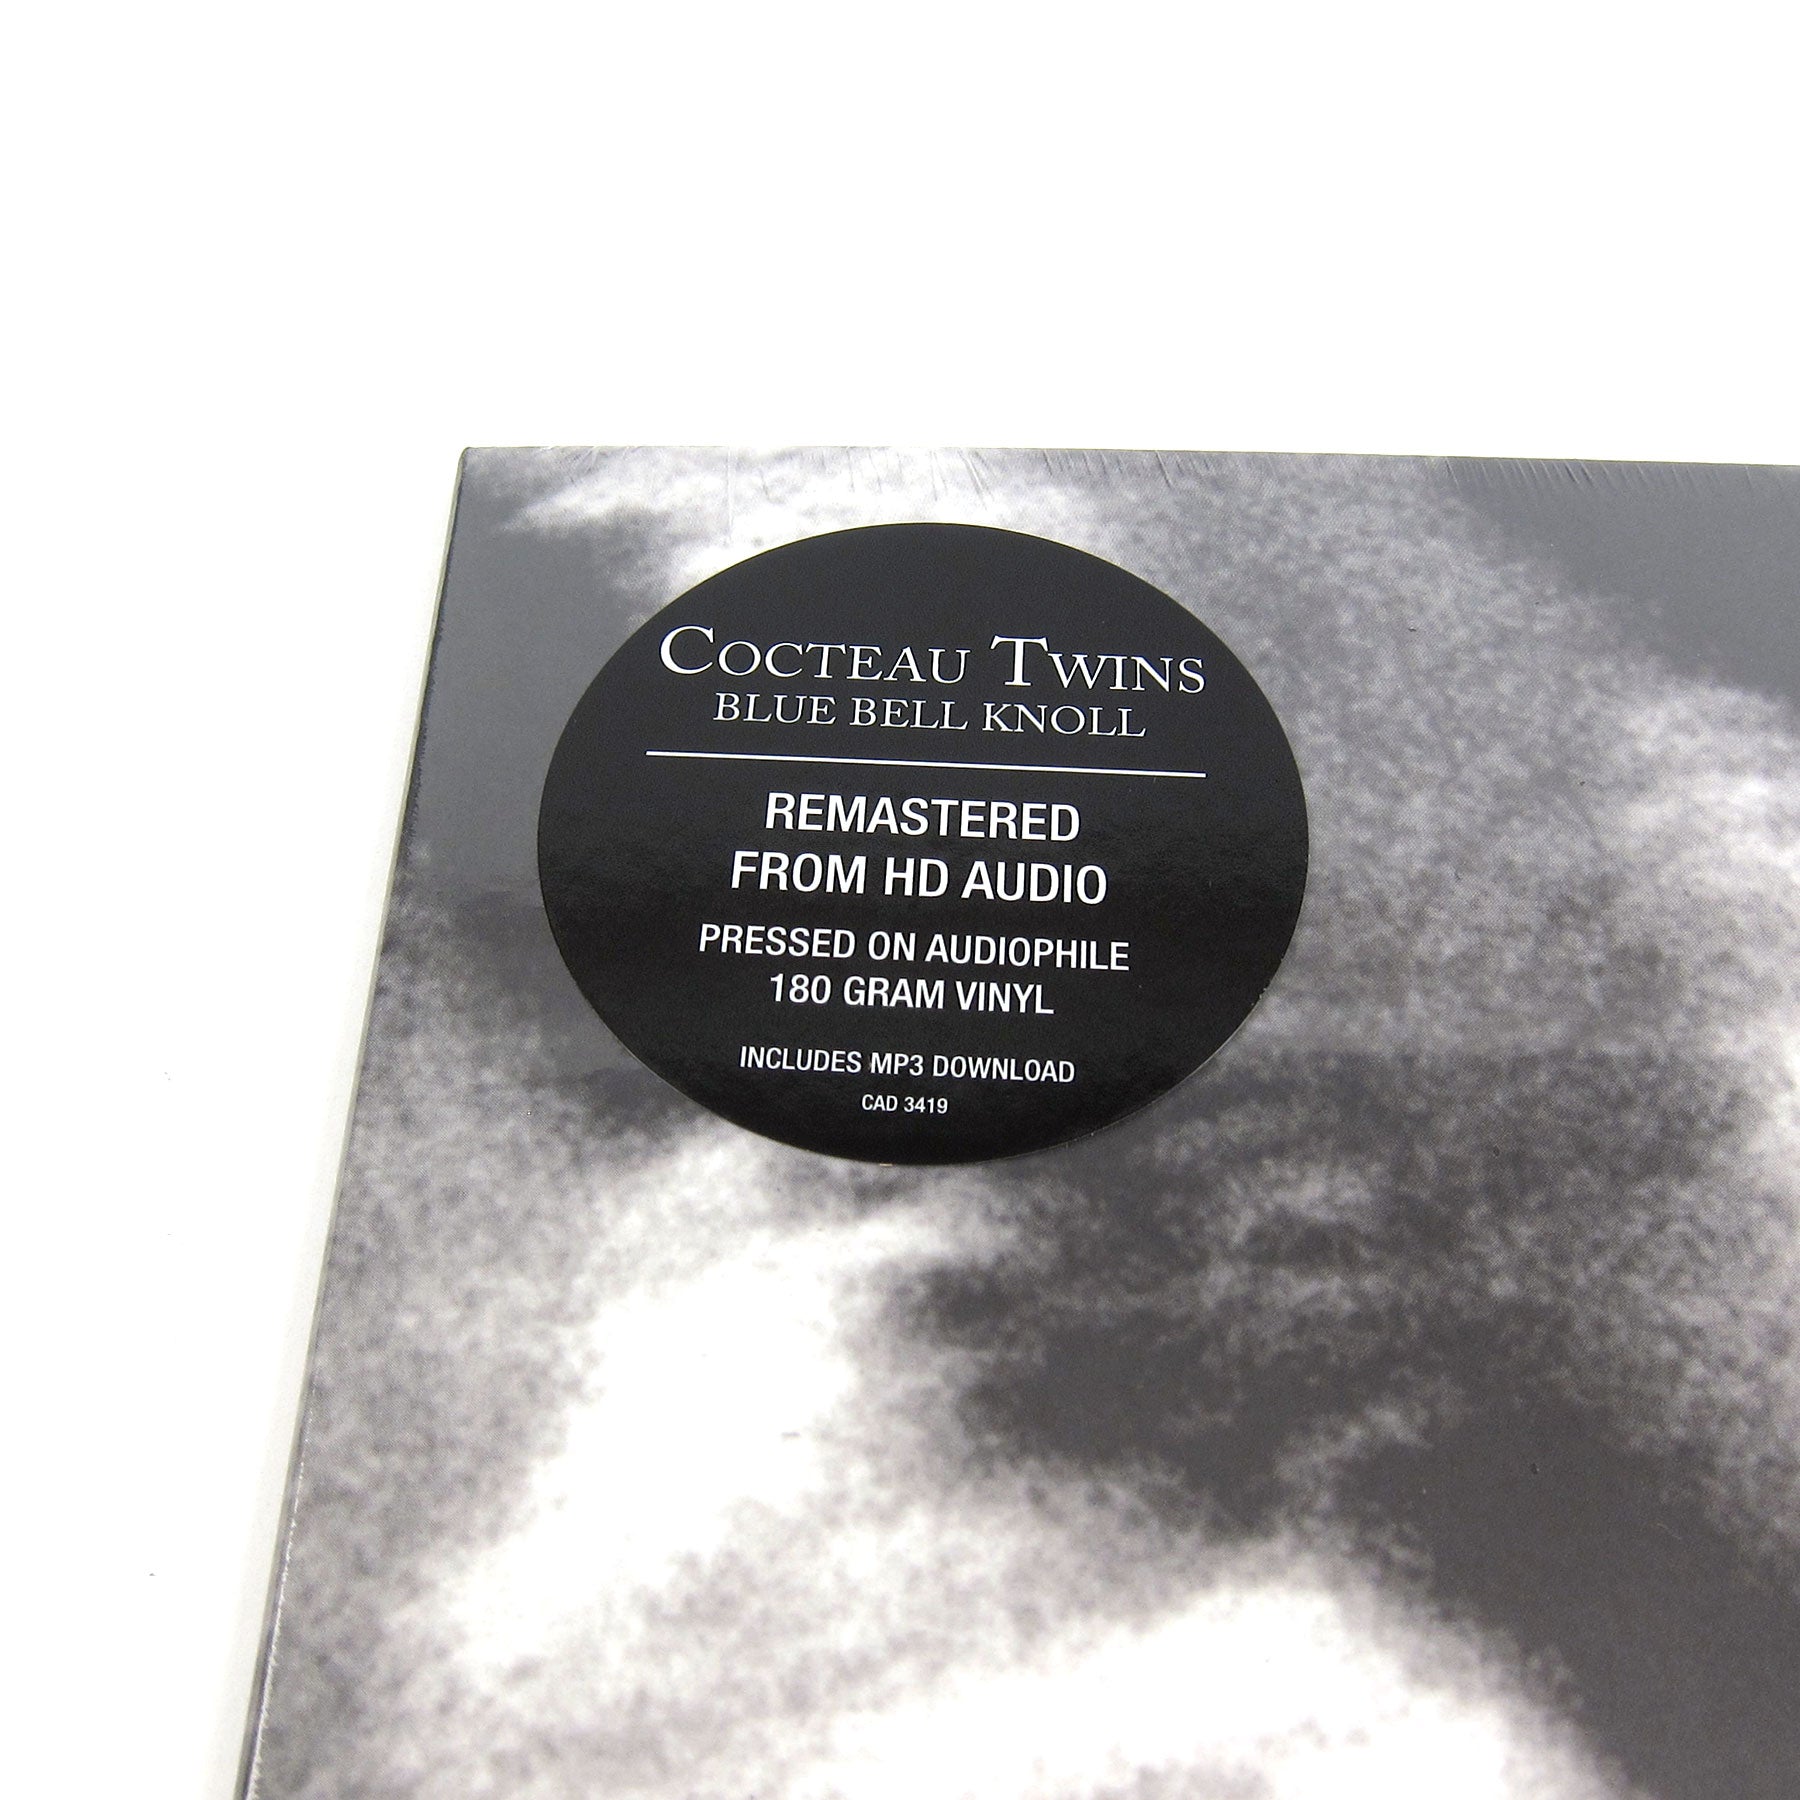 COCTEAU TWINS
BLUE BELL KNOLL
REMASTERED
FROM HD AUDIO
PRESSED ON AUDIOPHILE
180 GRAM VINYL
INCLUDES MP3 DOWNLOAD
CAD 3419